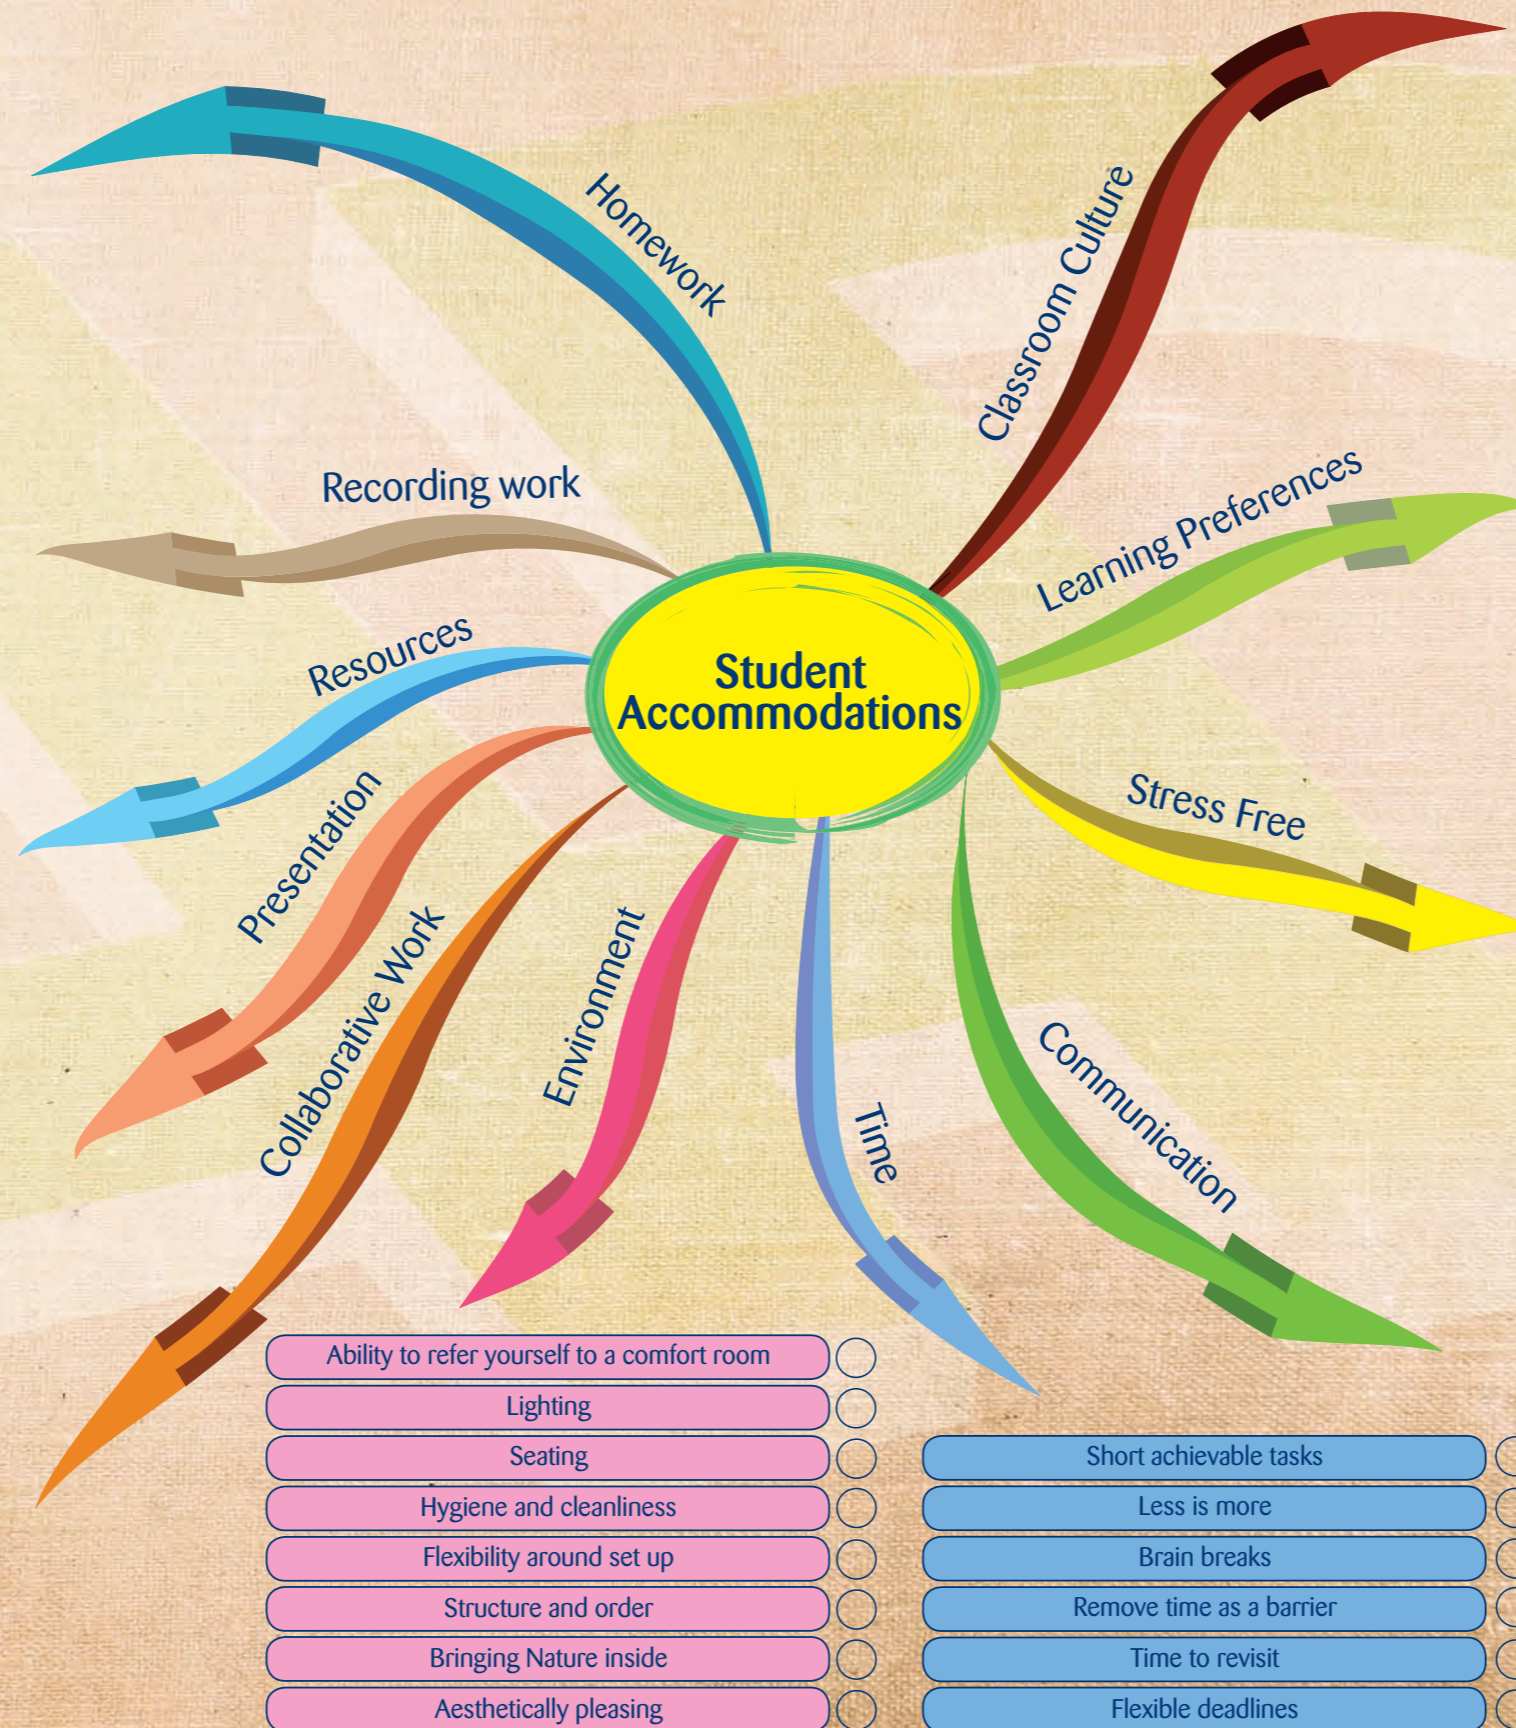 Homework
Classroom Culture
Recording work
Learning Preferences
Resources
Student
Accommodations
Stress Free
Presentation
Collaborative Work
Environment
Time
Communication
Ability to refer yourself to a comfort room
Lighting
Seating
Hygiene and cleanliness
Flexibility around set up
Structure and order
Bringing Nature inside
Aesthetically pleasing
Short achievable tasks
Less is more
Brain breaks
Remove time as a barrier
Time to revisit
Flexible deadlines